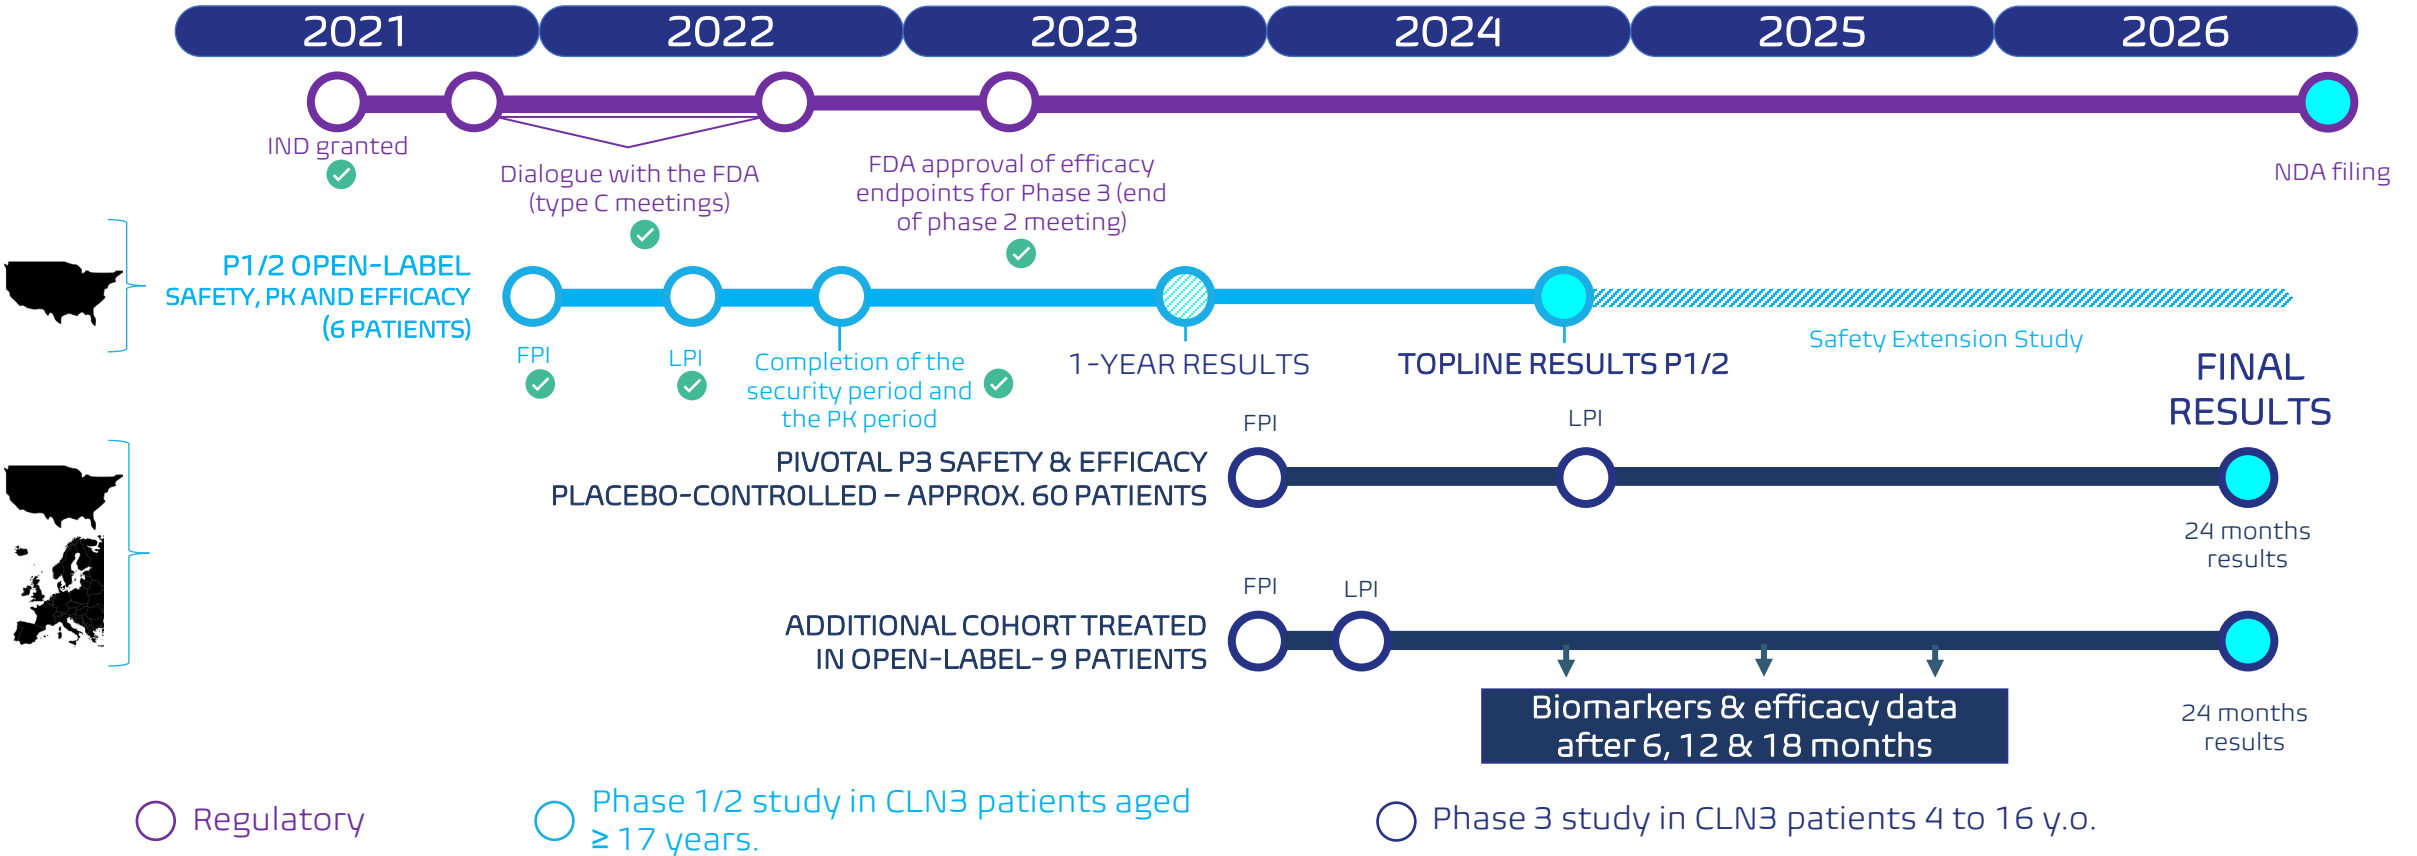 2021 2022 2023 2024 2025 2026
IND granted
Dialogue with the FDA
(type C meetings)
FDA approval of efficacy
endpoints for Phase 3 (end
of phase 2 meeting)
NDA filing
P1/2 OPEN-LABEL
SAFETY, PK AND EFFICACY
(6 PATIENTS)
FPI
LPI
Completion of the
security period and
the PK period
1-YEAR RESULTS
TOPLINE RESULTS P1/2
Safety Extension Study
FINAL
RESULTS
PIVOTAL P3 SAFETY & EFFICACY
PLACEBO-CONTROLLED – APPROX. 60 PATIENTS
FPI
LPI
24 months
results
ADDITIONAL COHORT TREATED
IN OPEN-LABEL- 9 PATIENTS
FPI
LPI
Biomarkers & efficacy data
after 6, 12 & 18 months
24 months
results
Regulatory
Phase 1/2 study in CLN3 patients aged
≥ 17 years.
Phase 3 study in CLN3 patients 4 to 16 y.o.